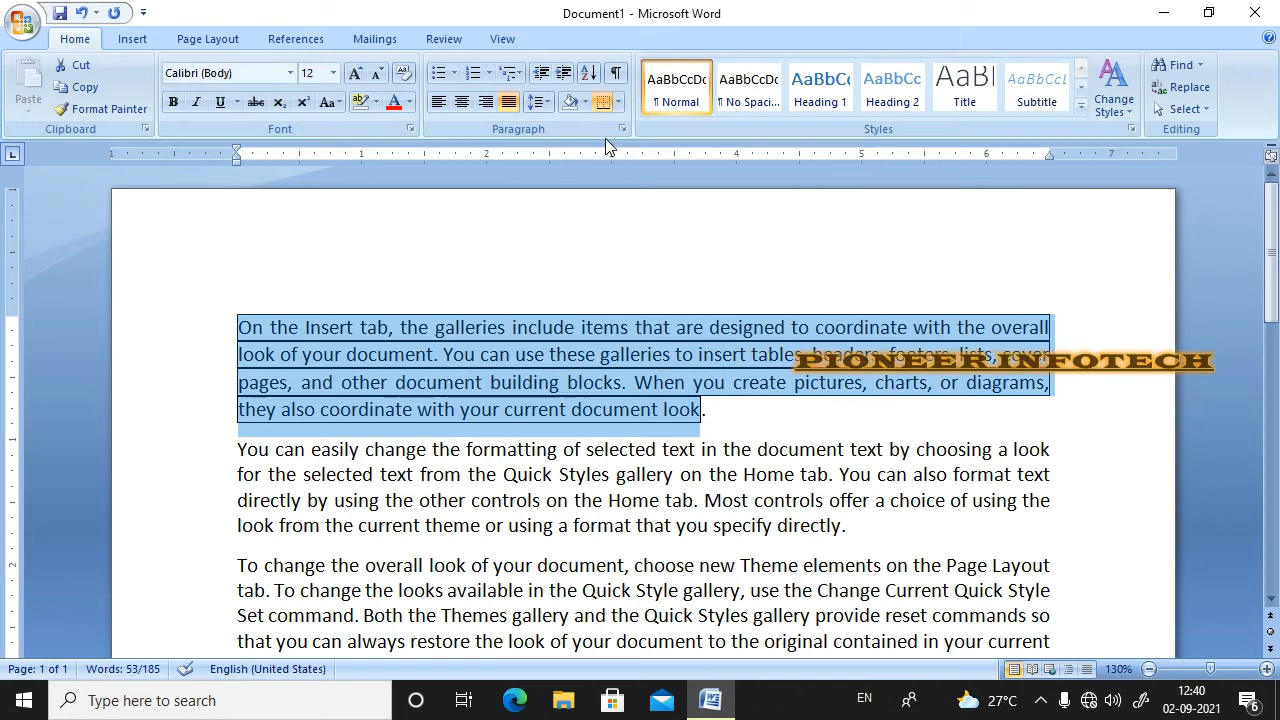 Document1 - Microsoft Word
Home Insert Page Layout References Mailings Review View
Paste
Cut
Copy
Format Painter
Clipboard
Calibri (Body) 12
Font
Paragraph
AaBbCcDc AaBbCcDc AaBbCc AaBbCc AaBl AaBbCcL
¶ Normal ¶ No Spaci... Heading 1 Heading 2 Title Subtitle
Change
Styles
Styles
Find
Replace
Select
Editing
1 1 2 3 4 5 6 7
On the Insert tab, the galleries include items that are designed to coordinate with the overall
look of your document. You can use these galleries to insert tables, headers, footers, lists, cover
PIONEER INFOTECH
pages, and other document building blocks. When you create pictures, charts, or diagrams,
they also coordinate with your current document look.
You can easily change the formatting of selected text in the document text by choosing a look
for the selected text from the Quick Styles gallery on the Home tab. You can also format text
directly by using the other controls on the Home tab. Most controls offer a choice of using the
look from the current theme or using a format that you specify directly.
To change the overall look of your document, choose new Theme elements on the Page Layout
tab. To change the looks available in the Quick Style gallery, use the Change Current Quick Style
Set command. Both the Themes gallery and the Quick Styles gallery provide reset commands so
that you can always restore the look of your document to the original contained in your current
Page: 1 of 1 Words: 53/185 English (United States) 130%
Type here to search EN 27°C 12:40
02-09-2021 6